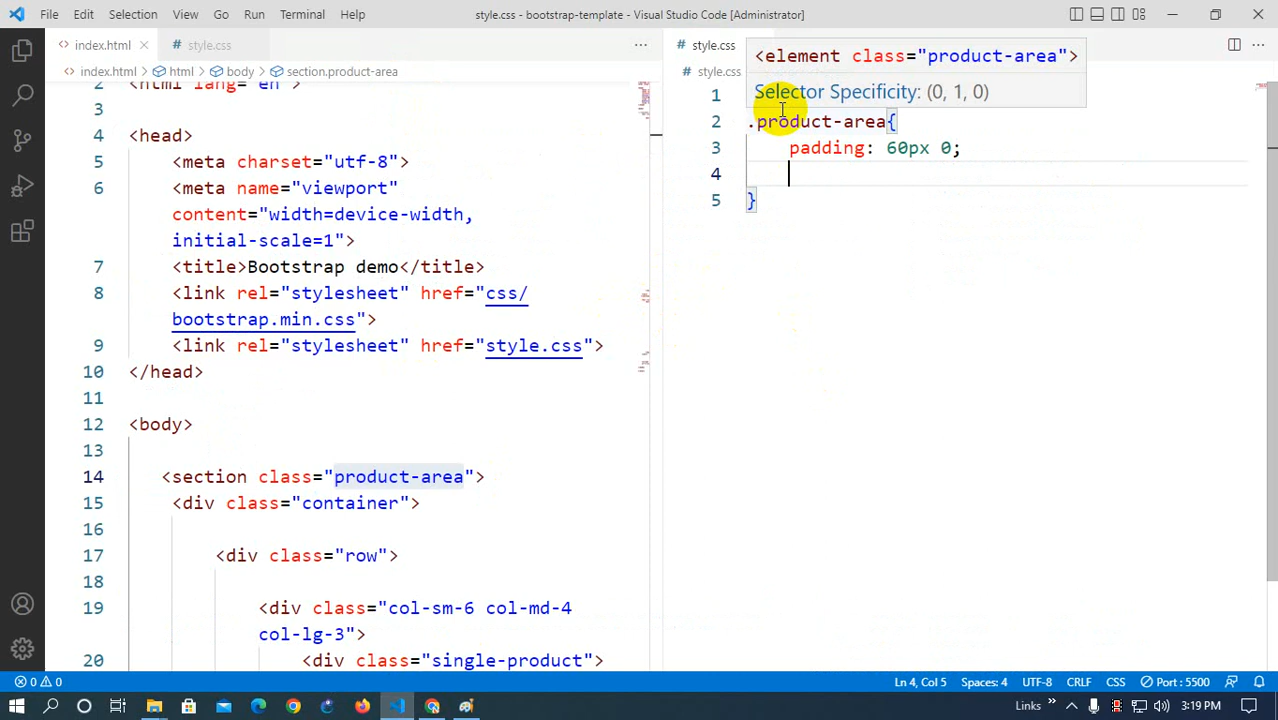 File Edit Selection View Go Run Terminal Help
style.css - bootstrap-template - Visual Studio Code [Administrator]
index.html
style.css
index.html > html > body > section.product-area
2 <html lang="en">
3
4 <head>
5 <meta charset="utf-8">
6 <meta name="viewport"
content="width=device-width,
initial-scale=1">
7 <title>Bootstrap demo</title>
8 <link rel="stylesheet" href="css/
bootstrap.min.css">
9 <link rel="stylesheet" href="style.css">
10 </head>
11
12 <body>
13
14 <section class="product-area">
15 <div class="container">
16
17 <div class="row">
18
19 <div class="col-sm-6 col-md-4
col-lg-3">
20 <div class="single-product">
style.css
style.css
<element class="product-area">
Selector Specificity: (0, 1, 0)
1
2 .product-area{
3 padding: 60px 0;
4
5 }
0 0
Ln 4, Col 5 Spaces: 4 UTF-8 CRLF CSS Port : 5500
Links 3:19 PM